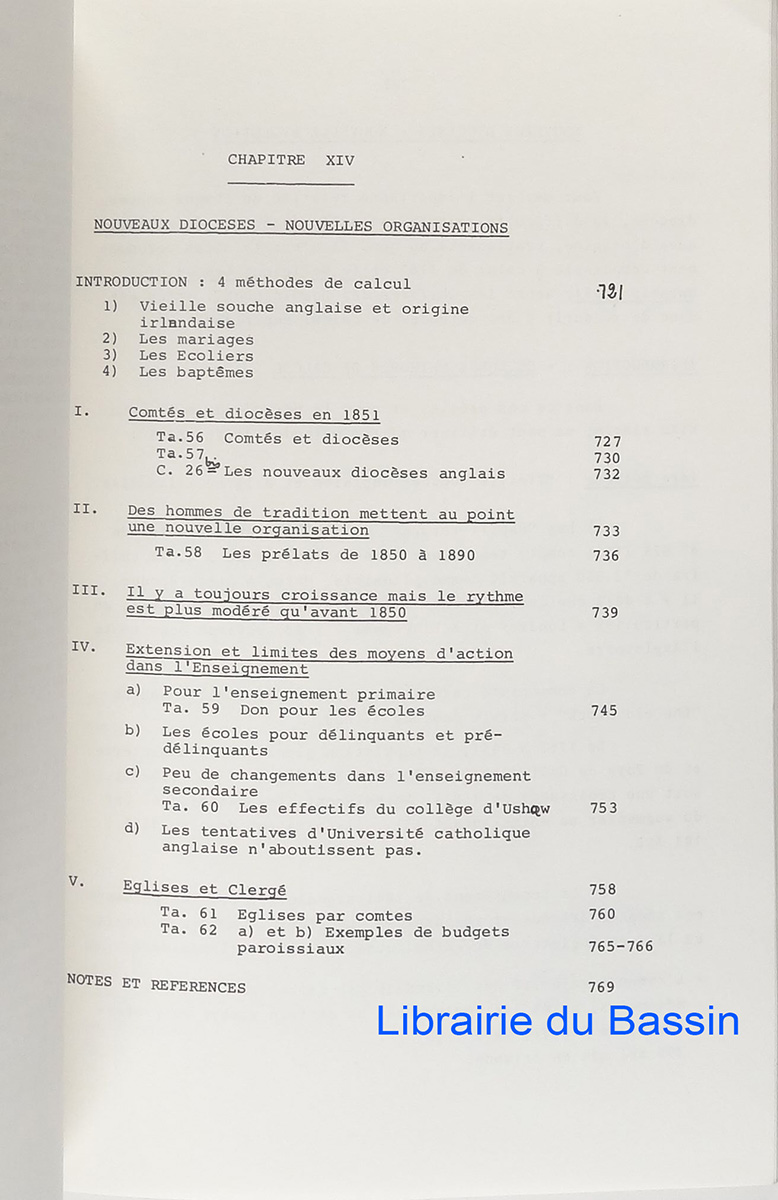 CHAPITRE XIV
NOUVEAUX DIOCESES - NOUVELLES ORGANISATIONS
INTRODUCTION : 4 méthodes de calcul 721
1) Vieille souche anglaise et origine
irlandaise
2) Les mariages
3) Les Ecoliers
4) Les baptêmes
I. Comtés et diocèses en 1851
Ta.56 Comtés et diocèses 727
Ta.57 730
C. 26 bis Les nouveaux diocèses anglais 732
II. Des hommes de tradition mettent au point
une nouvelle organisation 733
Ta.58 Les prélats de 1850 à 1890 736
III. Il y a toujours croissance mais le rythme
est plus modéré qu'avant 1850 739
IV. Extension et limites des moyens d'action
dans l'Enseignement
a) Pour l'enseignement primaire
Ta. 59 Don pour les écoles 745
b) Les écoles pour délinquants et pré-
délinquants
c) Peu de changements dans l'enseignement
secondaire
Ta. 60 Les effectifs du collège d'Ushaw 753
d) Les tentatives d'Université catholique
anglaise n'aboutissent pas.
V. Eglises et Clergé 758
Ta. 61 Eglises par comtes 760
Ta. 62 a) et b) Exemples de budgets
paroissiaux 765-766
NOTES ET REFERENCES 769
Librairie du Bassin